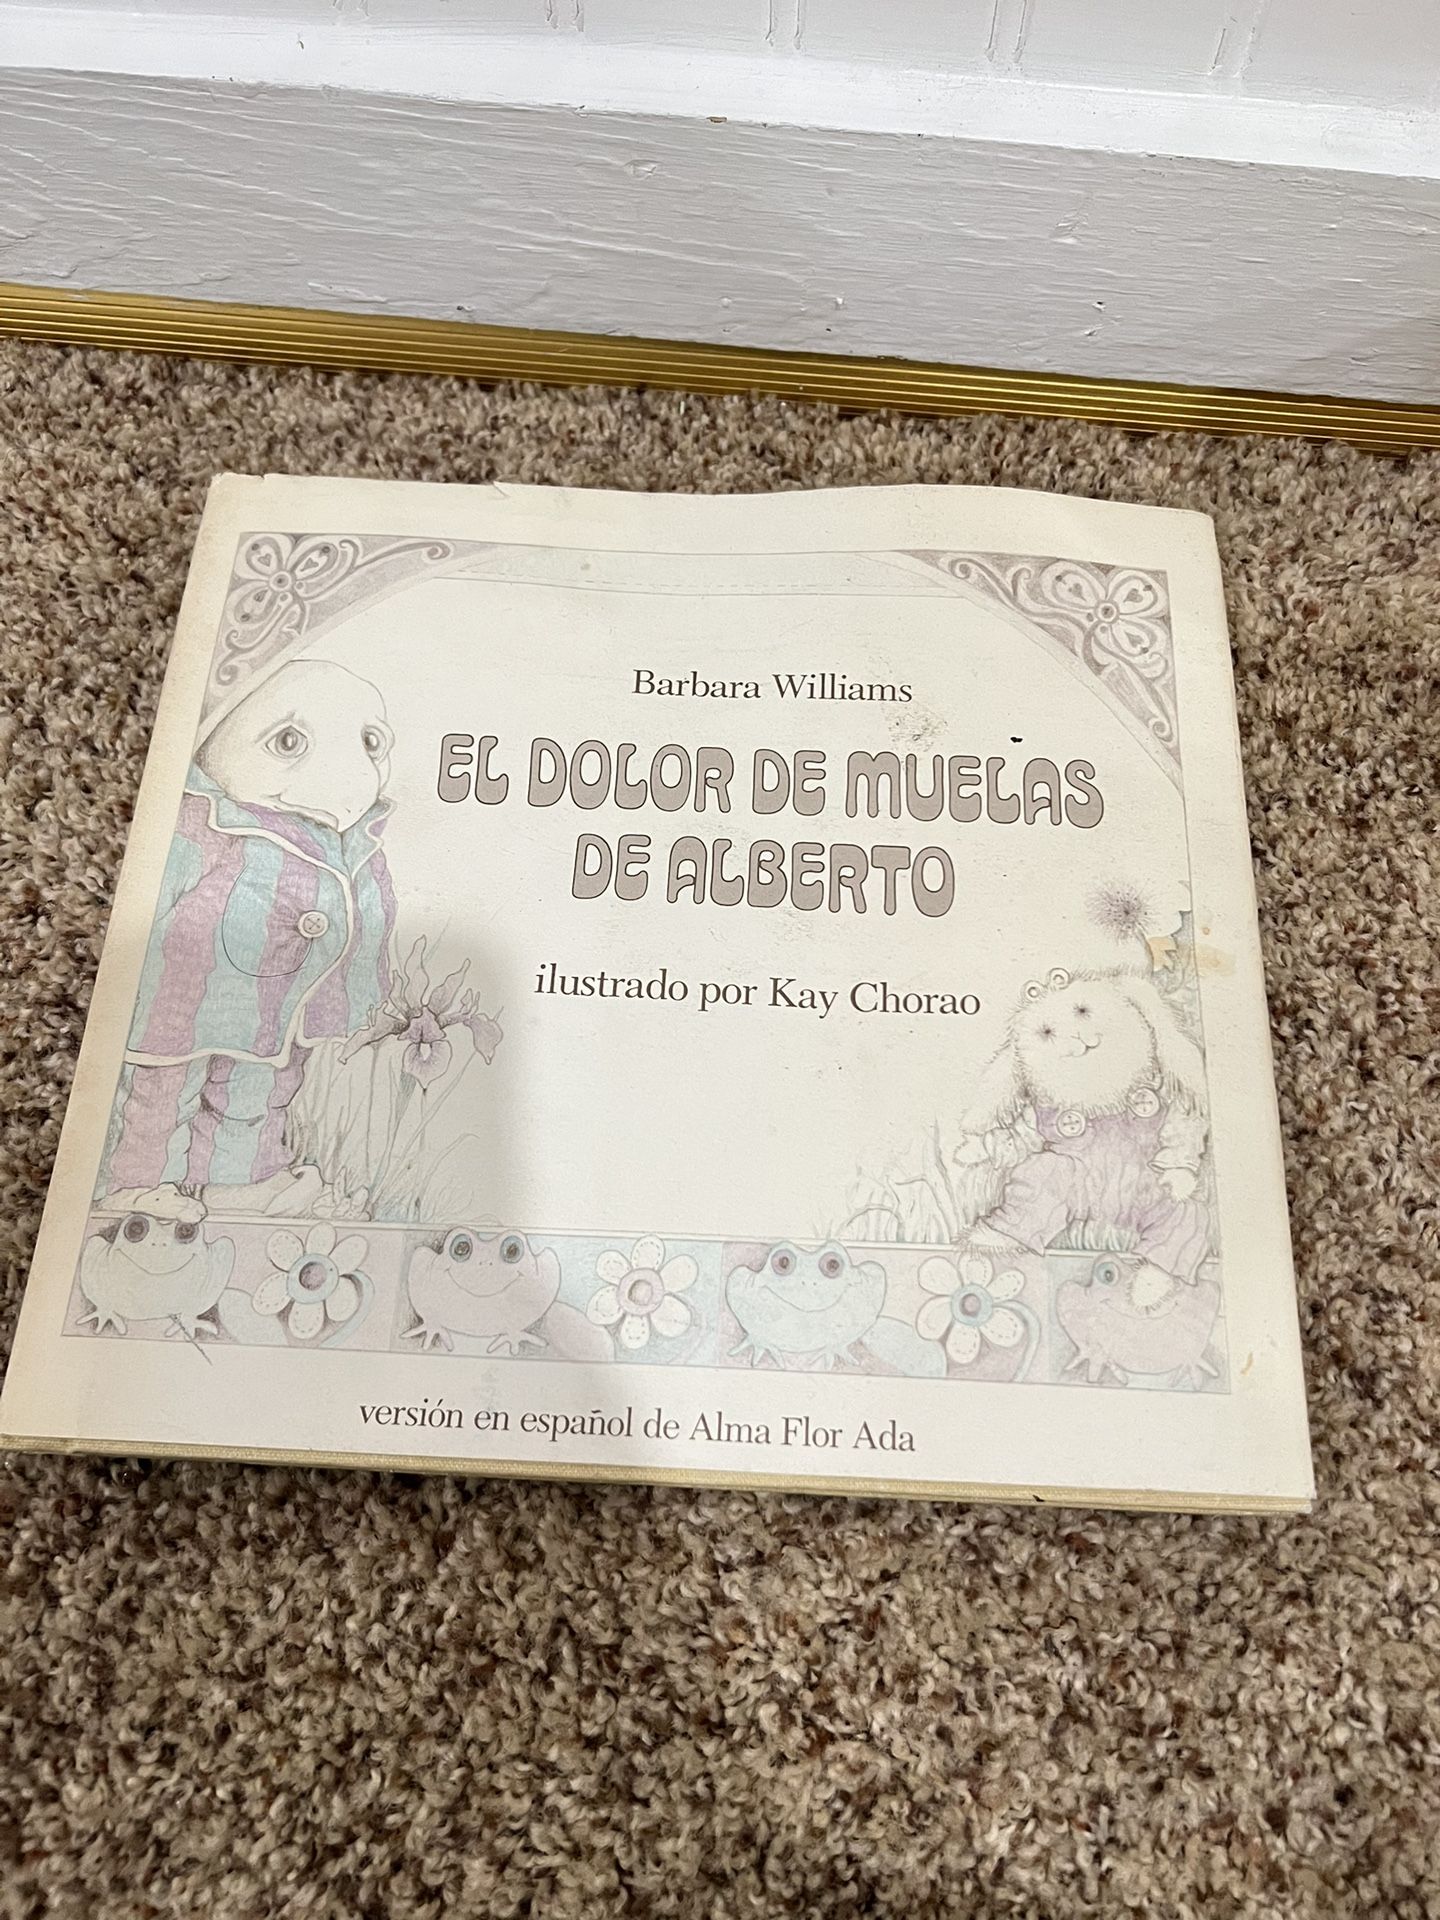 Barbara Williams
EL DOLOR DE MUELAS
DE ALBERTO
ilustrado por Kay Chorao
versión en español de Alma Flor Ada